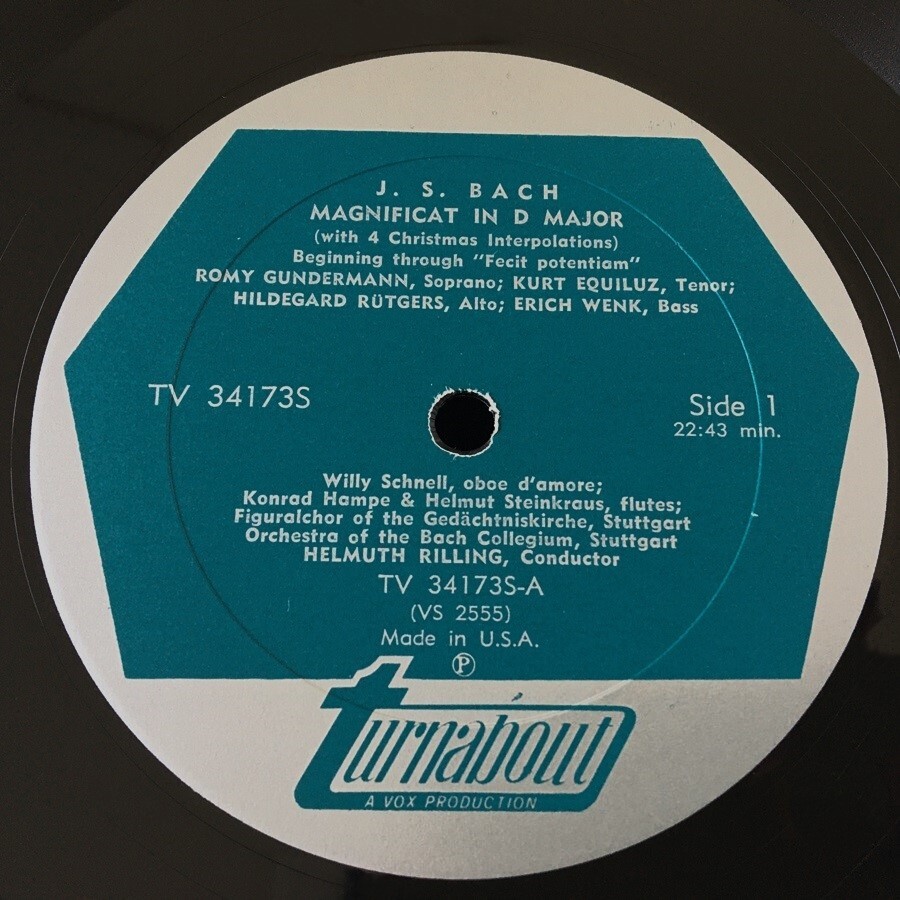 J. S. BACH
MAGNIFICAT IN D MAJOR
(with 4 Christmas Interpolations)
Beginning through "Fecit potentiam"
ROMY GUNDERMANN, Soprano; KURT EQUILUZ, Tenor;
HILDEGARD RÜTGERS, Alto; ERICH WENK, Bass
TV 34173S
Side 1
22:43 min.
Willy Schnell, oboe d'amore;
Konrad Hampe & Helmut Steinkraus, flutes;
Figuralchor of the Gedächtniskirche, Stuttgart
Orchestra of the Bach Collegium, Stuttgart
HELMUTH RILLING, Conductor
TV 34173S-A
(VS 2555)
Made in U.S.A.
℗
turnabout
A VOX PRODUCTION